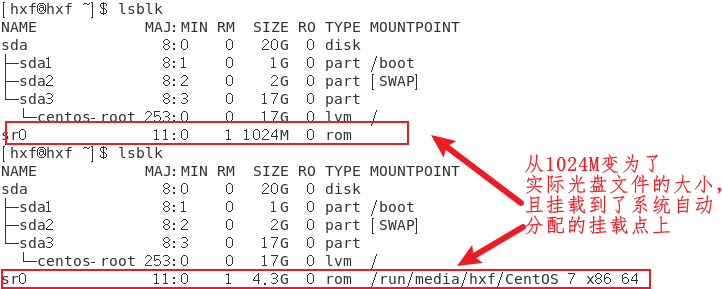 [hxf@hxf ~]$ lsblk
NAME MAJ:MIN RM SIZE RO TYPE MOUNTPOINT
sda 8:0 0 20G 0 disk
├─sda1 8:1 0 1G 0 part /boot
├─sda2 8:2 0 2G 0 part [SWAP]
└─sda3 8:3 0 17G 0 part
└─centos-root 253:0 0 17G 0 lvm /
sr0 11:0 1 1024M 0 rom
[hxf@hxf ~]$ lsblk
NAME MAJ:MIN RM SIZE RO TYPE MOUNTPOINT
sda 8:0 0 20G 0 disk
├─sda1 8:1 0 1G 0 part /boot
├─sda2 8:2 0 2G 0 part [SWAP]
└─sda3 8:3 0 17G 0 part
└─centos-root 253:0 0 17G 0 lvm /
sr0 11:0 1 4.3G 0 rom /run/media/hxf/CentOS 7 x86 64
从1024M变为了
实际光盘文件的大小，
且挂载到了系统自动
分配的挂载点上